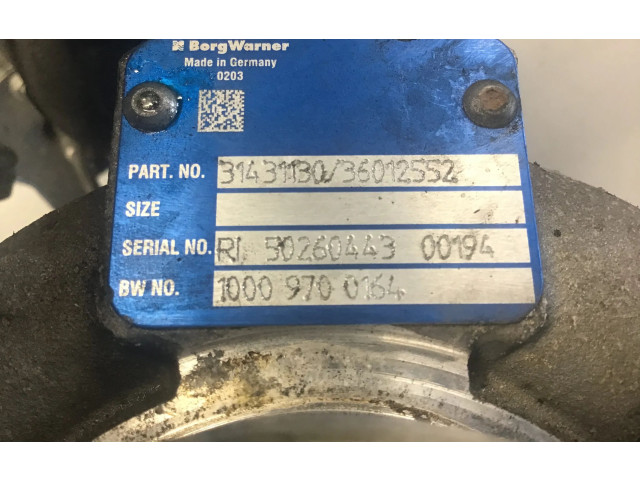 BorgWarner
Made in Germany
0203
PART. NO. 31431130/36012552
SIZE
SERIAL NO. RI 50260443 00194
BW NO. 1000 970 0164